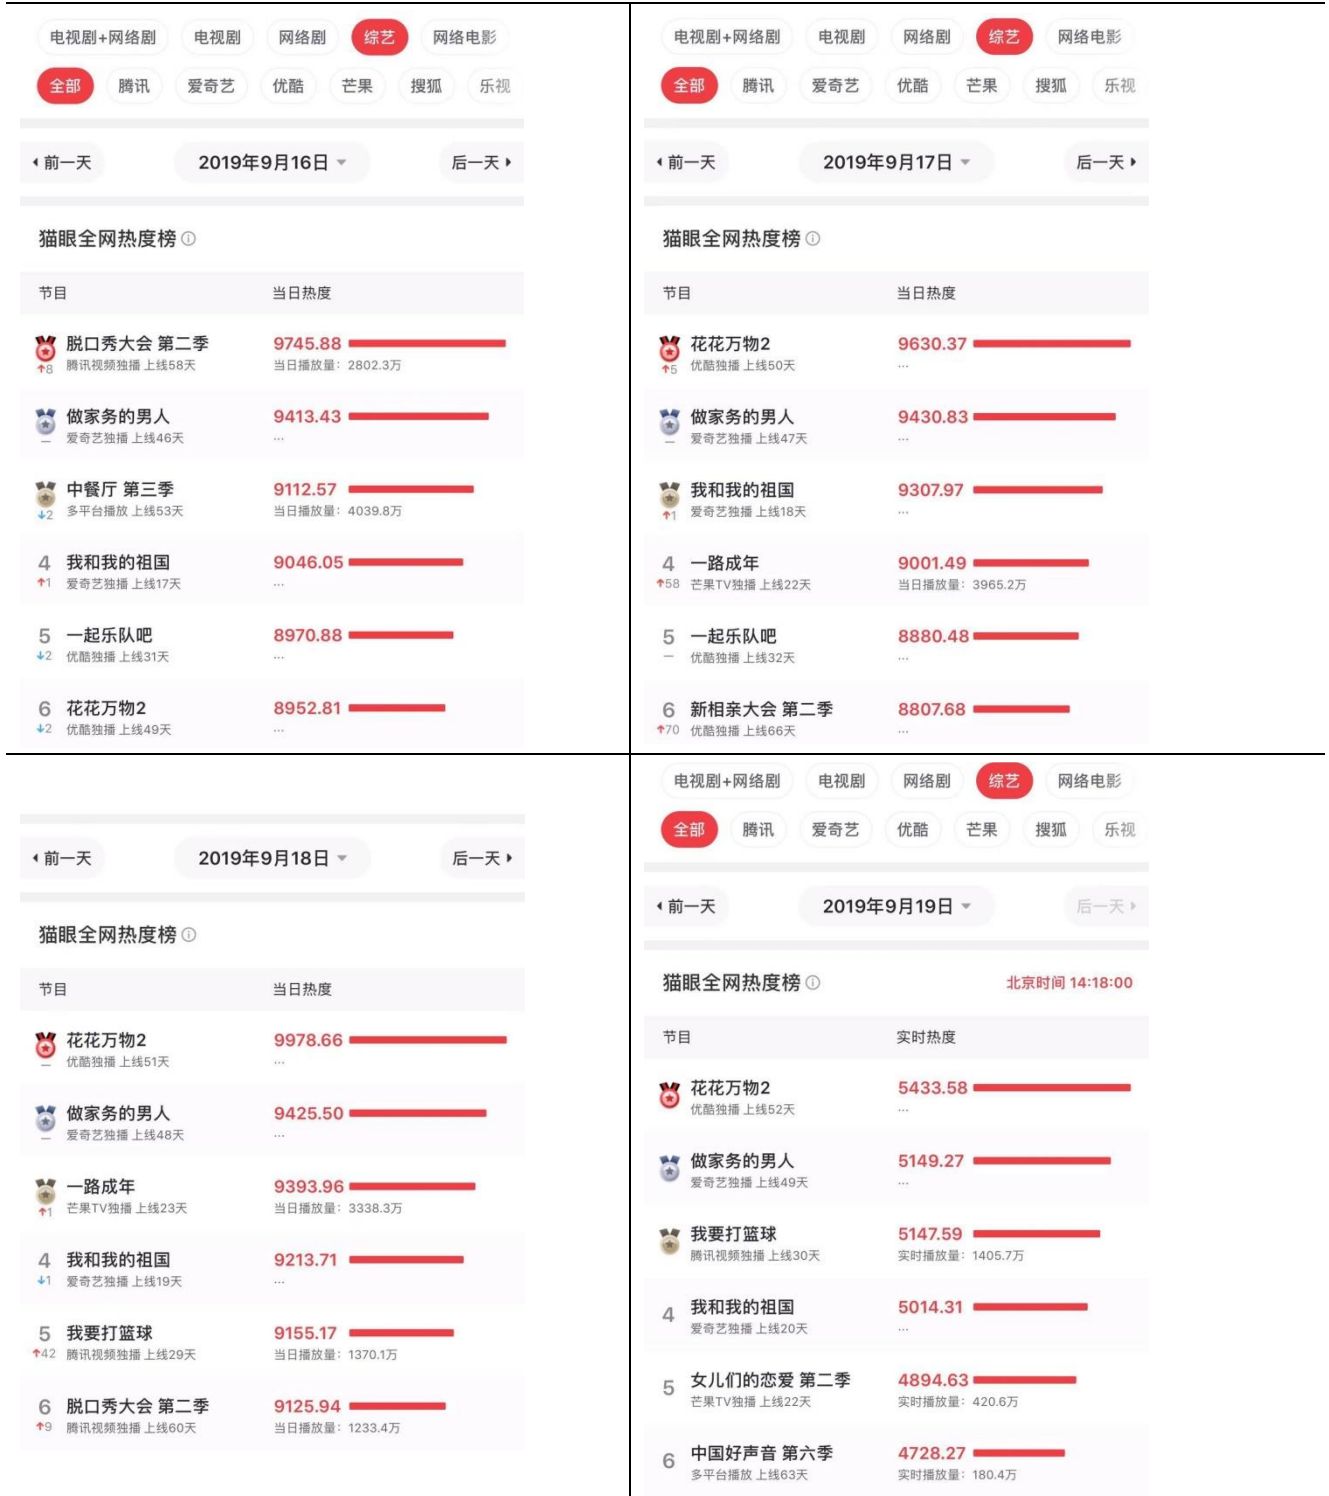 电视剧+网络剧 电视剧 网络剧 综艺 网络电影
全部 腾讯 爱奇艺 优酷 芒果 搜狐 乐视
前一天 2019年9月16日 后一天
猫眼全网热度榜
节目 当日热度
脱口秀大会 第二季 9745.88
↑8 腾讯视频独播 上线58天 当日播放量：2802.3万
做家务的男人 9413.43
— 爱奇艺独播 上线46天 ...
中餐厅 第三季 9112.57
↓2 多平台播放 上线53天 当日播放量：4039.8万
4 我和我的祖国 9046.05
↑1 爱奇艺独播 上线17天 ...
5 一起乐队吧 8970.88
↓2 优酷独播 上线31天 ...
6 花花万物2 8952.81
↓2 优酷独播 上线49天 ...
电视剧+网络剧 电视剧 网络剧 综艺 网络电影
全部 腾讯 爱奇艺 优酷 芒果 搜狐 乐视
前一天 2019年9月17日 后一天
猫眼全网热度榜
节目 当日热度
花花万物2 9630.37
↑5 优酷独播 上线50天 ...
做家务的男人 9430.83
— 爱奇艺独播 上线47天 ...
我和我的祖国 9307.97
↑1 爱奇艺独播 上线18天 ...
4 一路成年 9001.49
↑58 芒果TV独播 上线22天 当日播放量：3965.2万
5 一起乐队吧 8880.48
— 优酷独播 上线32天 ...
6 新相亲大会 第二季 8807.68
↑70 优酷独播 上线66天 ...
前一天 2019年9月18日 后一天
猫眼全网热度榜
节目 当日热度
花花万物2 9978.66
— 优酷独播 上线51天 ...
做家务的男人 9425.50
— 爱奇艺独播 上线48天 ...
一路成年 9393.96
↑1 芒果TV独播 上线23天 当日播放量：3338.3万
4 我和我的祖国 9213.71
↓1 爱奇艺独播 上线19天 ...
5 我要打篮球 9155.17
↑42 腾讯视频独播 上线29天 当日播放量：1370.1万
6 脱口秀大会 第二季 9125.94
↑9 腾讯视频独播 上线60天 当日播放量：1233.4万
电视剧+网络剧 电视剧 网络剧 综艺 网络电影
全部 腾讯 爱奇艺 优酷 芒果 搜狐 乐视
前一天 2019年9月19日 后一天
猫眼全网热度榜 北京时间 14:18:00
节目 实时热度
花花万物2 5433.58
优酷独播 上线52天 ...
做家务的男人 5149.27
爱奇艺独播 上线49天 ...
我要打篮球 5147.59
腾讯视频独播 上线30天 实时播放量：1405.7万
4 我和我的祖国 5014.31
爱奇艺独播 上线20天 ...
5 女儿们的恋爱 第二季 4894.63
芒果TV独播 上线22天 实时播放量：420.6万
6 中国好声音 第六季 4728.27
多平台播放 上线63天 实时播放量：180.4万